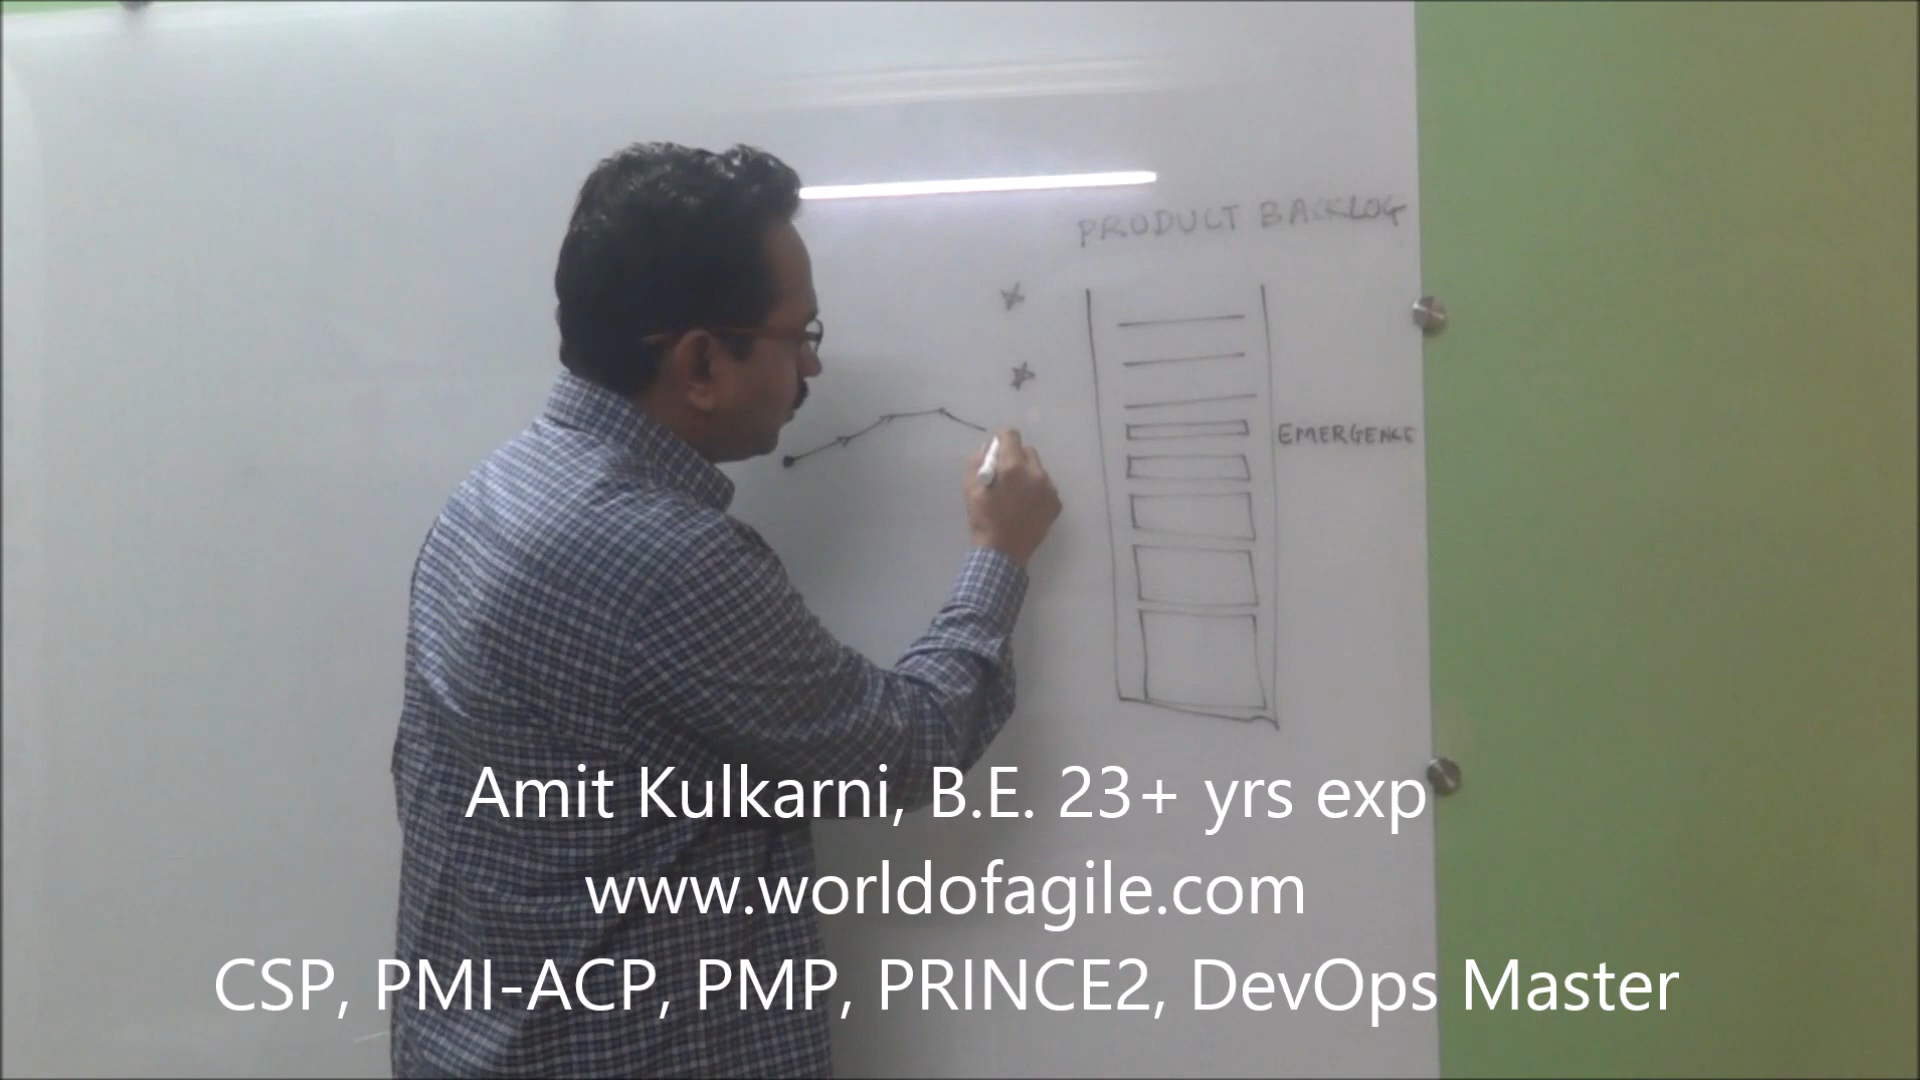 PRODUCT BACKLOG
EMERGENCE
Amit Kulkarni, B.E. 23+ yrs exp
www.worldofagile.com
CSP, PMI-ACP, PMP, PRINCE2, DevOps Master